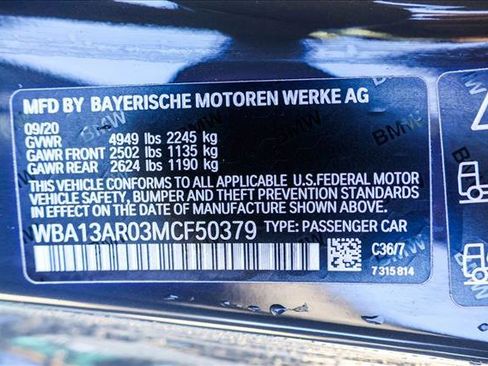 MFD BY BAYERISCHE MOTOREN WERKE AG
09/20
GVWR 4949 lbs 2245 kg
GAWR FRONT 2502 lbs 1135 kg
GAWR REAR 2624 lbs 1190 kg
THIS VEHICLE CONFORMS TO ALL APPLICABLE U.S.FEDERAL MOTOR
VEHICLE SAFETY, BUMPER AND THEFT PREVENTION STANDARDS
IN EFFECT ON THE DATE OF MANUFACTURE SHOWN ABOVE.
WBA13AR03MCF50379 TYPE: PASSENGER CAR
C36/7
7 315 814
BMW